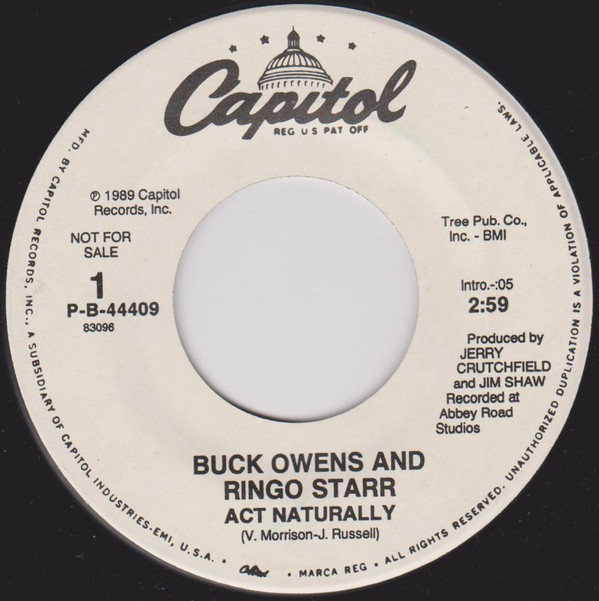 Capitol
REG U S PAT OFF
℗ 1989 Capitol
Records, Inc.
NOT FOR
SALE
1
P-B-44409
83096
Tree Pub. Co.,
Inc. - BMI
Intro.-:05
2:59
Produced by
JERRY
CRUTCHFIELD
and JIM SHAW
Recorded at
Abbey Road
Studios
BUCK OWENS AND
RINGO STARR
ACT NATURALLY
(V. Morrison-J. Russell)
MFD. BY CAPITOL RECORDS, INC., A SUBSIDIARY OF CAPITOL INDUSTRIES-EMI, U.S.A. • Capitol • MARCA REG • ALL RIGHTS RESERVED. UNAUTHORIZED DUPLICATION IS A VIOLATION OF APPLICABLE LAWS.